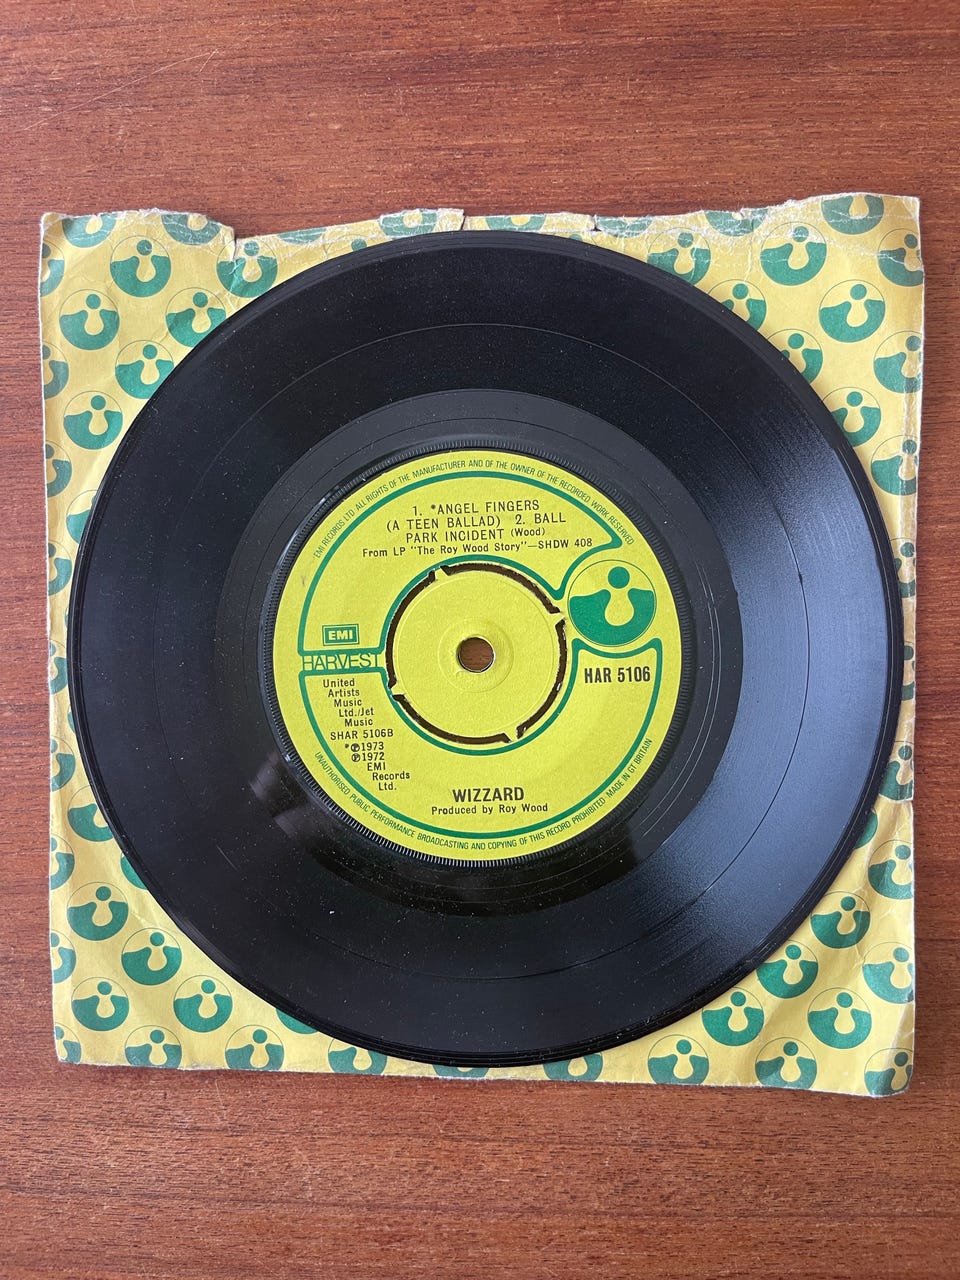 EMI RECORDS LTD ALL RIGHTS OF THE MANUFACTURER AND OF THE OWNER OF THE RECORDED WORK RESERVED
1. *ANGEL FINGERS
(A TEEN BALLAD) 2. BALL
PARK INCIDENT (Wood)
From LP "The Roy Wood Story"—SHDW 408
EMI
HARVEST
HAR 5106
United
Artists
Music
Ltd./Jet
Music
SHAR 5106B
*℗1973
℗1972
EMI
Records
Ltd.
WIZZARD
Produced by Roy Wood
UNAUTHORISED PUBLIC PERFORMANCE BROADCASTING AND COPYING OF THIS RECORD PROHIBITED MADE IN GT BRITAIN